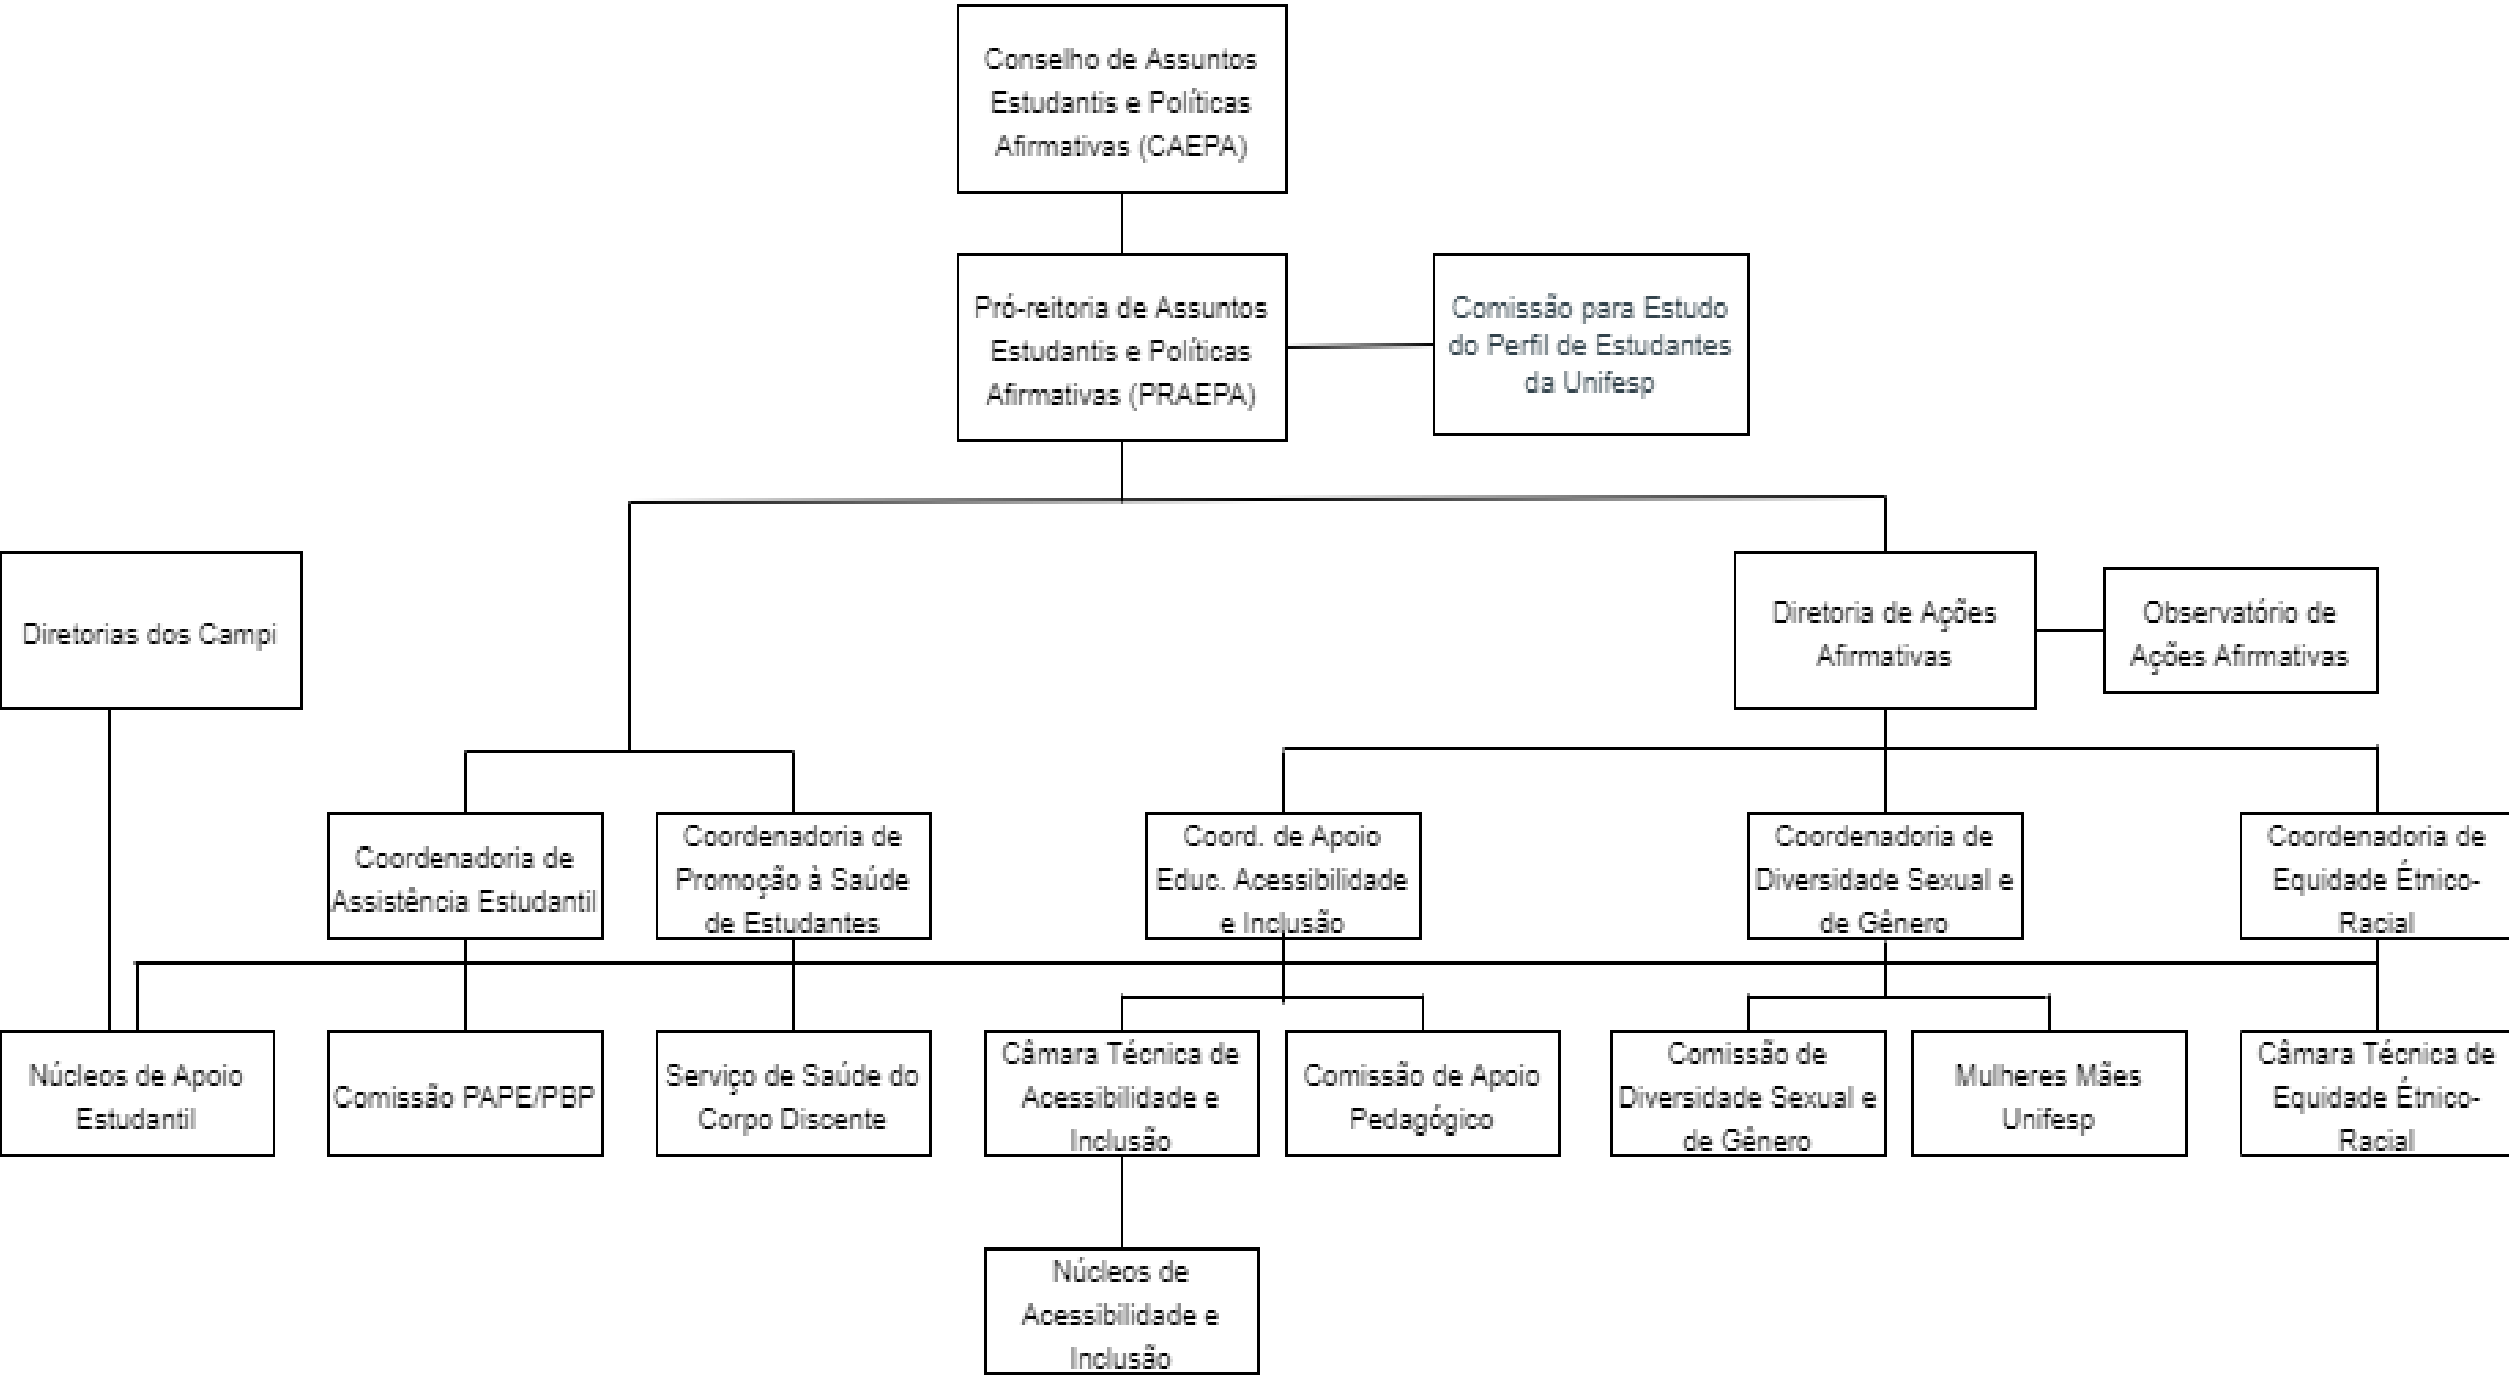 Conselho de Assuntos
Estudantis e Políticas
Afirmativas (CAEPA)
Pró-reitoria de Assuntos
Estudantis e Políticas
Afirmativas (PRAEPA)
Comissão para Estudo
do Perfil de Estudantes
da Unifesp
Diretorias dos Campi
Diretoria de Ações
Afirmativas
Observatório de
Ações Afirmativas
Coordenadoria de
Assistência Estudantil
Coordenadoria de
Promoção à Saúde
de Estudantes
Coord. de Apoio
Educ. Acessibilidade
e Inclusão
Coordenadoria de
Diversidade Sexual e
de Gênero
Coordenadoria de
Equidade Étnico-
Racial
Núcleos de Apoio
Estudantil
Comissão PAPE/PBP
Serviço de Saúde do
Corpo Discente
Câmara Técnica de
Acessibilidade e
Inclusão
Comissão de Apoio
Pedagógico
Comissão de
Diversidade Sexual e
de Gênero
Mulheres Mães
Unifesp
Câmara Técnica de
Equidade Étnico-
Racial
Núcleos de
Acessibilidade e
Inclusão